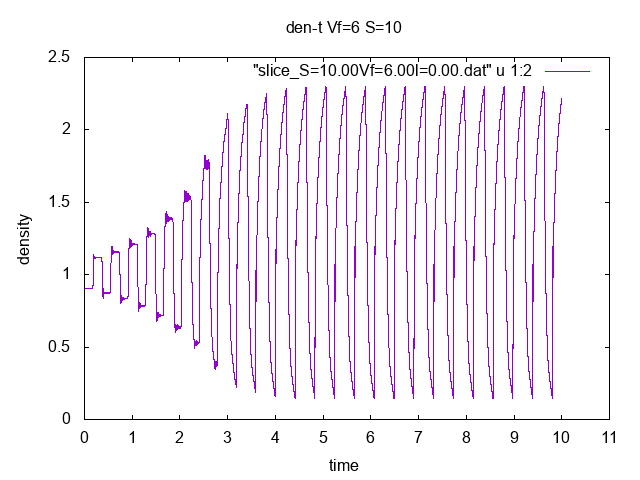 den-t Vf=6 S=10
"slice_S=10.00Vf=6.00I=0.00.dat" u 1:2
2.5
2
1.5
1
0.5
0
density
0 1 2 3 4 5 6 7 8 9 10 11
time